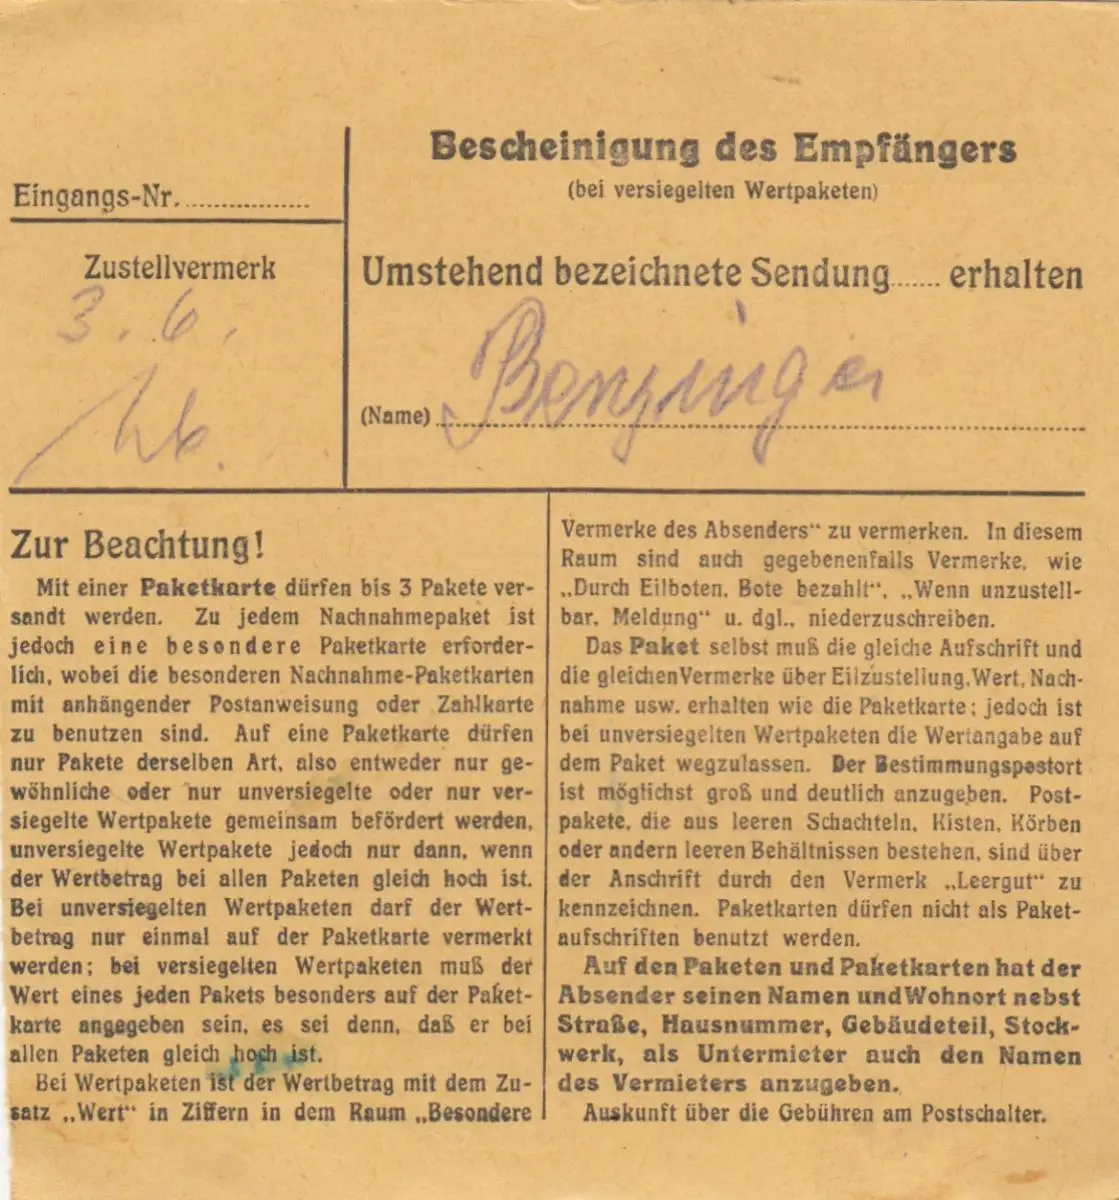 Eingangs-Nr.
Zustellvermerk
3. 6.
Bescheinigung des Empfängers
(bei versiegelten Wertpaketen)
Umstehend bezeichnete Sendung...... erhalten
(Name) Benzinger
Zur Beachtung!
Mit einer Paketkarte dürfen bis 3 Pakete ver-
sandt werden. Zu jedem Nachnahmepaket ist
jedoch eine besondere Paketkarte erforder-
lich, wobei die besonderen Nachnahme-Paketkarten
mit anhängender Postanweisung oder Zahlkarte
zu benutzen sind. Auf eine Paketkarte dürfen
nur Pakete derselben Art, also entweder nur ge-
wöhnliche oder nur unversiegelte oder nur ver-
siegelte Wertpakete gemeinsam befördert werden,
unversiegelte Wertpakete jedoch nur dann, wenn
der Wertbetrag bei allen Paketen gleich hoch ist.
Bei unversiegelten Wertpaketen darf der Wert-
betrag nur einmal auf der Paketkarte vermerkt
werden; bei versiegelten Wertpaketen muß der
Wert eines jeden Pakets besonders auf der Paket-
karte angegeben sein, es sei denn, daß er bei
allen Paketen gleich hoch ist.
Bei Wertpaketen ist der Wertbetrag mit dem Zu-
satz „Wert“ in Ziffern in dem Raum „Besondere
Vermerke des Absenders“ zu vermerken. In diesem
Raum sind auch gegebenenfalls Vermerke, wie
„Durch Eilboten, Bote bezahlt“, „Wenn unzustell-
bar, Meldung“ u. dgl., niederzuschreiben.
Das Paket selbst muß die gleiche Aufschrift und
die gleichen Vermerke über Eilzustellung, Wert, Nach-
nahme usw. erhalten wie die Paketkarte; jedoch ist
bei unversiegelten Wertpaketen die Wertangabe auf
dem Paket wegzulassen. Der Bestimmungspostort
ist möglichst groß und deutlich anzugeben. Post-
pakete, die aus leeren Schachteln, Kisten, Körben
oder andern leeren Behältnissen bestehen, sind über
der Anschrift durch den Vermerk „Leergut“ zu
kennzeichnen. Paketkarten dürfen nicht als Paket-
aufschriften benutzt werden.
Auf den Paketen und Paketkarten hat der
Absender seinen Namen und Wohnort nebst
Straße, Hausnummer, Gebäudeteil, Stock-
werk, als Untermieter auch den Namen
des Vermieters anzugeben.
Auskunft über die Gebühren am Postschalter.